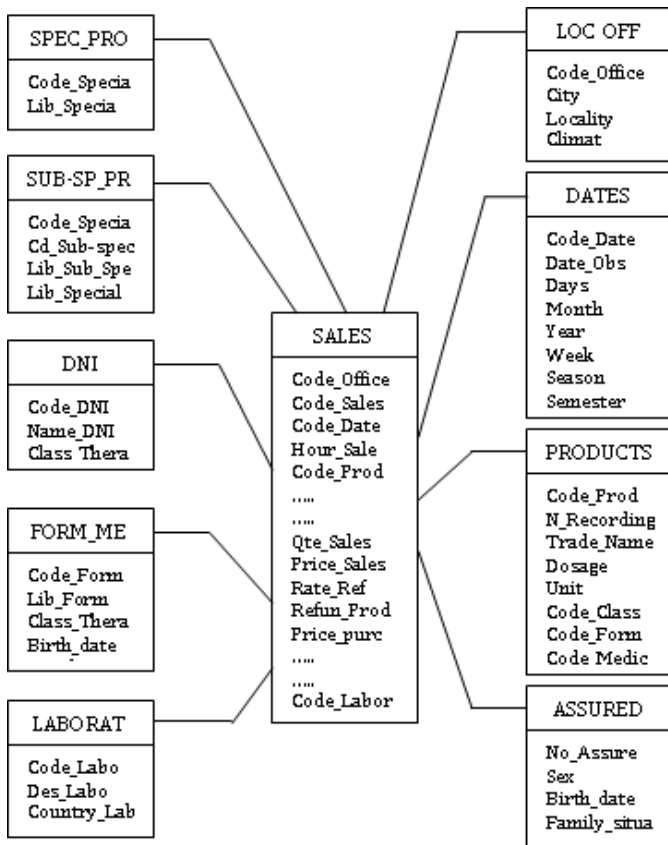 SPEC_PRO
Code_Specia
Lib_Specia
SUB-SP_PR
Code_Specia
Cd_Sub-spec
Lib_Sub_Spe
Lib_Special
DNI
Code_DNI
Name_DNI
Class_Thera
FORM_ME
Code_Form
Lib_Form
Class_Thera
Birth_date
LABORAT
Code_Labo
Des_Labo
Country_Lab
SALES
Code_Office
Code_Sales
Code_Date
Hour_Sale
Code_Prod
.....
.....
Qte_Sales
Price_Sales
Rate_Ref
Refun_Prod
Price_purc
.....
.....
Code_Labor
LOC OFF
Code_Office
City
Locality
Climat
DATES
Code_Date
Date_Obs
Days
Month
Year
Week
Season
Semester
PRODUCTS
Code_Prod
N_Recording
Trade_Name
Dosage
Unit
Code_Class
Code_Form
Code Medic
ASSURED
No_Assure
Sex
Birth_date
Family_situa